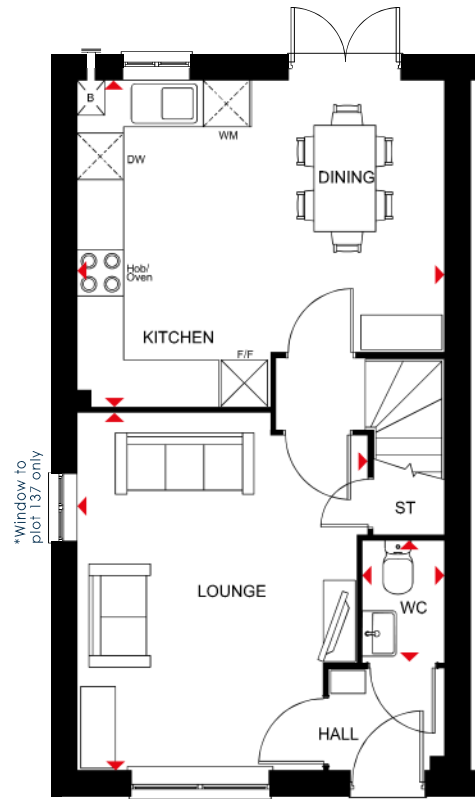 B
WM
DW
DINING
Hob/
Oven
KITCHEN
F/F
*Window to
plot 137 only
ST
LOUNGE
WC
HALL